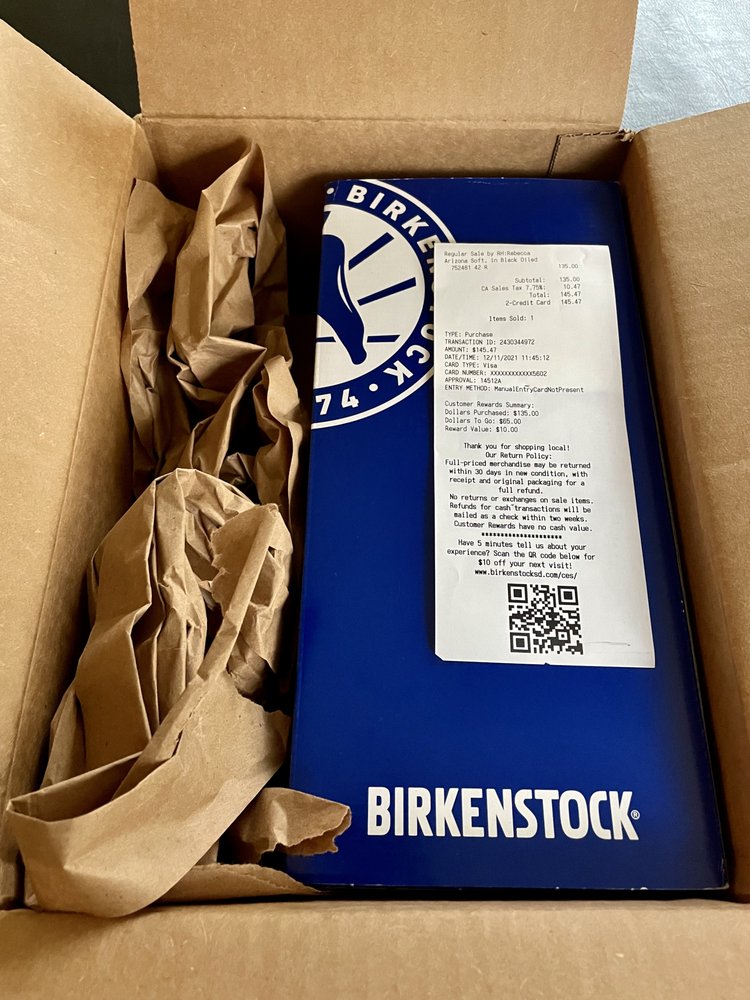 BIRKENSTOCK
74
Regular Sale by RH:Rebecca
Arizona Soft. in Black Oiled
752481 42 R 135.00
Subtotal: 135.00
CA Sales Tax 7.75%: 10.47
Total: 145.47
2-Credit Card 145.47
Items Sold: 1
TYPE: Purchase
TRANSACTION ID: 2430344972
AMOUNT: $145.47
DATE/TIME: 12/11/2021 11:45:12
CARD TYPE: Visa
CARD NUMBER: XXXXXXXXXXXX5602
APPROVAL: 14512A
ENTRY METHOD: ManualEntryCardNotPresent
Customer Rewards Summary:
Dollars Purchased: $135.00
Dollars To Go: $65.00
Reward Value: $10.00
Thank you for shopping local!
Our Return Policy:
Full-priced merchandise may be returned
within 30 days in new condition, with
receipt and original packaging for a
full refund.
No returns or exchanges on sale items.
Refunds for cash transactions will be
mailed as a check within two weeks.
Customer Rewards have no cash value.
*********************
Have 5 minutes tell us about your
experience? Scan the QR code below for
$10 off your next visit!
www.birkenstocksd.com/ces/
BIRKENSTOCK®